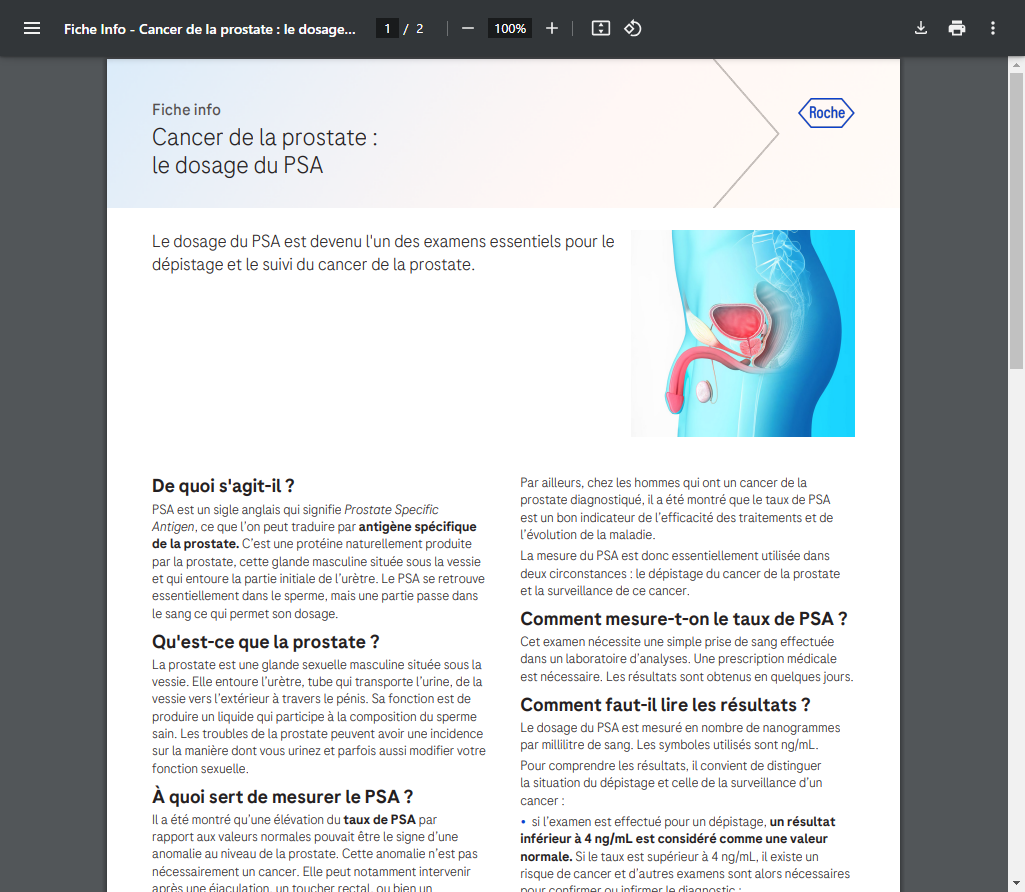 Fiche Info - Cancer de la prostate : le dosage...
1 / 2
100%
Fiche info
Cancer de la prostate :
le dosage du PSA
Roche
Le dosage du PSA est devenu l'un des examens essentiels pour le
dépistage et le suivi du cancer de la prostate.
De quoi s'agit-il ?
PSA est un sigle anglais qui signifie Prostate Specific
Antigen, ce que l'on peut traduire par antigène spécifique
de la prostate. C'est une protéine naturellement produite
par la prostate, cette glande masculine située sous la vessie
et qui entoure la partie initiale de l'urètre. Le PSA se retrouve
essentiellement dans le sperme, mais une partie passe dans
le sang ce qui permet son dosage.
Qu'est-ce que la prostate ?
La prostate est une glande sexuelle masculine située sous la
vessie. Elle entoure l'urètre, tube qui transporte l'urine, de la
vessie vers l'extérieur à travers le pénis. Sa fonction est de
produire un liquide qui participe à la composition du sperme
sain. Les troubles de la prostate peuvent avoir une incidence
sur la manière dont vous urinez et parfois aussi modifier votre
fonction sexuelle.
À quoi sert de mesurer le PSA ?
Il a été montré qu'une élévation du taux de PSA par
rapport aux valeurs normales pouvait être le signe d'une
anomalie au niveau de la prostate. Cette anomalie n'est pas
nécessairement un cancer. Elle peut notamment intervenir
après une éjaculation, un toucher rectal, ou bien un
Par ailleurs, chez les hommes qui ont un cancer de la
prostate diagnostiqué, il a été montré que le taux de PSA
est un bon indicateur de l'efficacité des traitements et de
l'évolution de la maladie.
La mesure du PSA est donc essentiellement utilisée dans
deux circonstances : le dépistage du cancer de la prostate
et la surveillance de ce cancer.
Comment mesure-t-on le taux de PSA ?
Cet examen nécessite une simple prise de sang effectuée
dans un laboratoire d'analyses. Une prescription médicale
est nécessaire. Les résultats sont obtenus en quelques jours.
Comment faut-il lire les résultats ?
Le dosage du PSA est mesuré en nombre de nanogrammes
par millilitre de sang. Les symboles utilisés sont ng/mL.
Pour comprendre les résultats, il convient de distinguer
la situation du dépistage et celle de la surveillance d'un
cancer :
• si l'examen est effectué pour un dépistage, un résultat
inférieur à 4 ng/mL est considéré comme une valeur
normale. Si le taux est supérieur à 4 ng/mL, il existe un
risque de cancer et d'autres examens sont alors nécessaires
pour confirmer ou infirmer le diagnostic ;